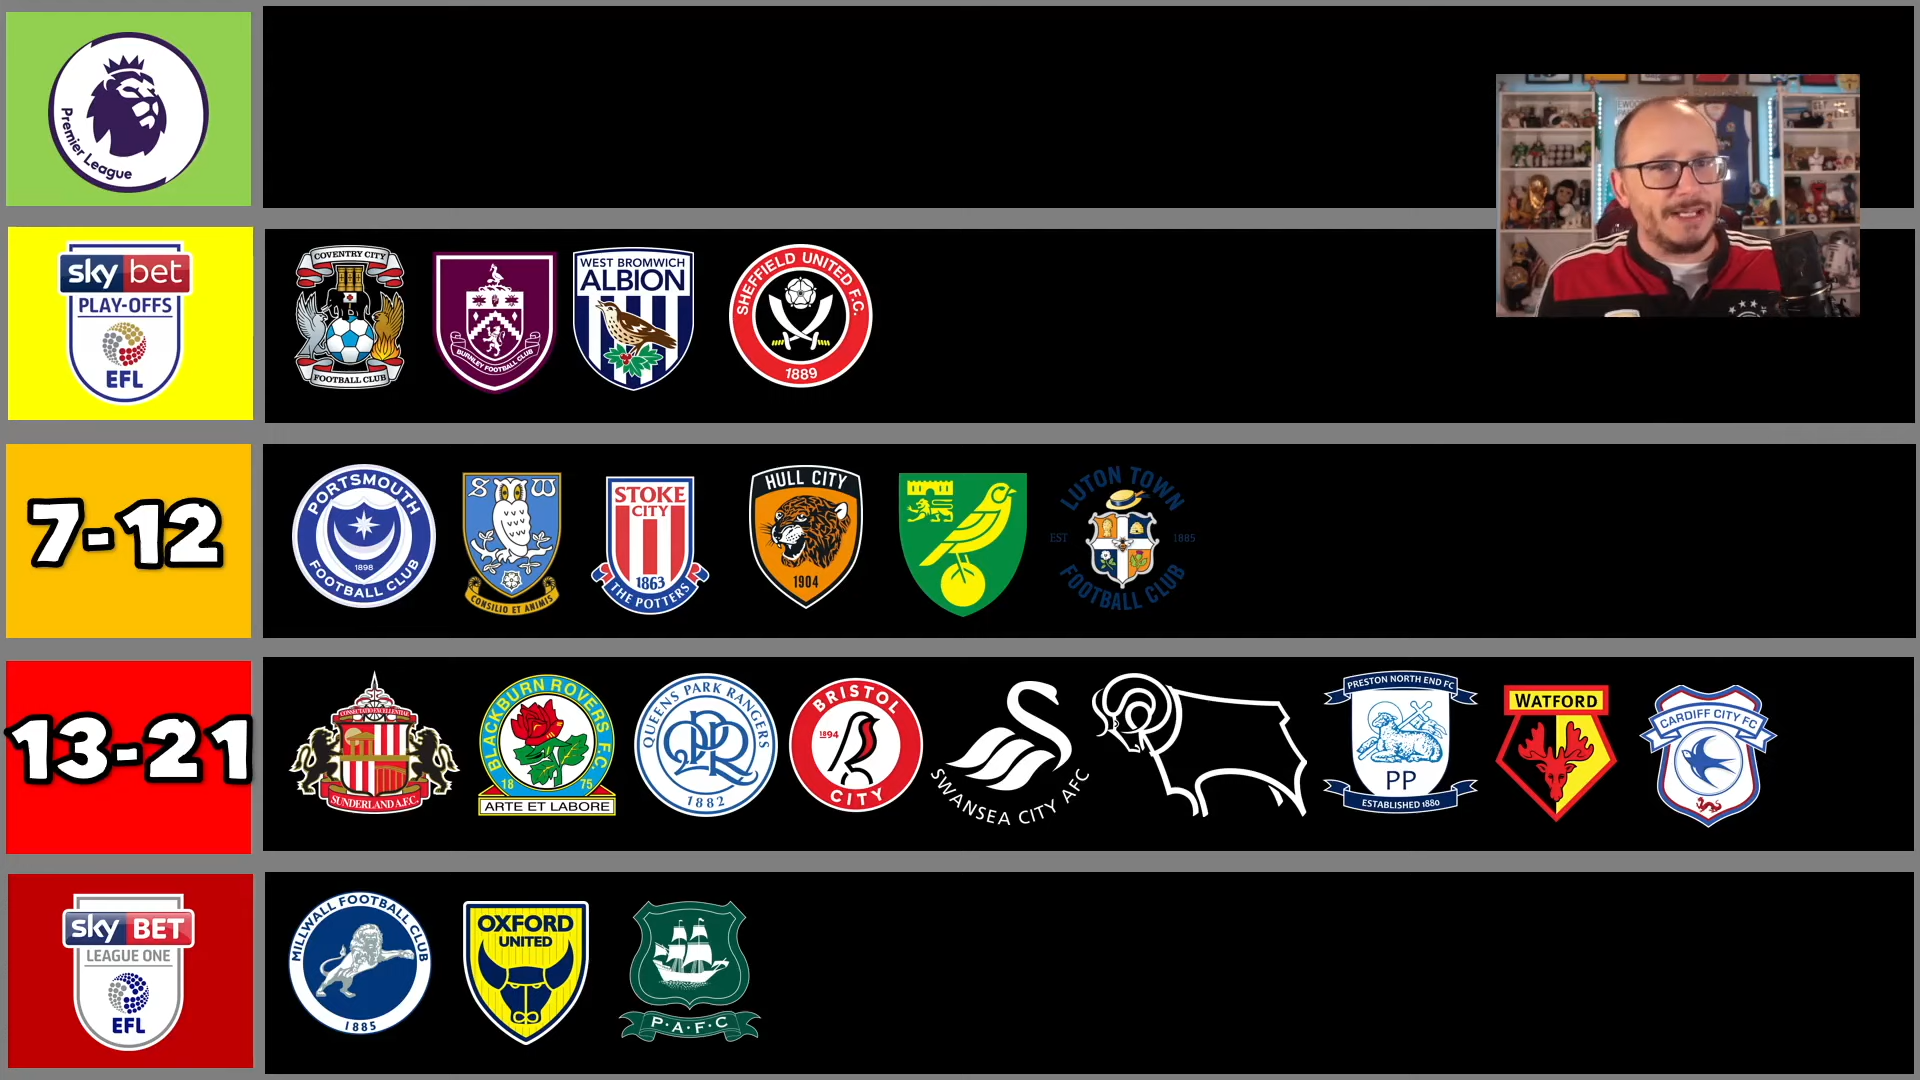 Premier League
sky bet
PLAY-OFFS
EFL
COVENTRY CITY
FOOTBALL CLUB
BURNLEY FOOTBALL CLUB
WEST BROMWICH
ALBION
SHEFFIELD UNITED F.C.
1889
7-12
PORTSMOUTH
1898
FOOTBALL CLUB
S W
CONSILIO ET ANIMIS
STOKE
CITY
1863
THE POTTERS
HULL CITY
1904
LUTON TOWN
EST 1885
FOOTBALL CLUB
13-21
CONSECTATIO EXCELLENTIAE
SUNDERLAND A.F.C.
BLACKBURN ROVERS F.C.
18 75
ARTE ET LABORE
QUEENS PARK RANGERS
QPR
1882
BRISTOL
1894
CITY
SWANSEA CITY AFC
PRESTON NORTH END FC
PP
ESTABLISHED 1880
WATFORD
CARDIFF CITY FC
sky BET
LEAGUE ONE
EFL
MILLWALL FOOTBALL CLUB
1885
OXFORD
UNITED
P·A·F·C